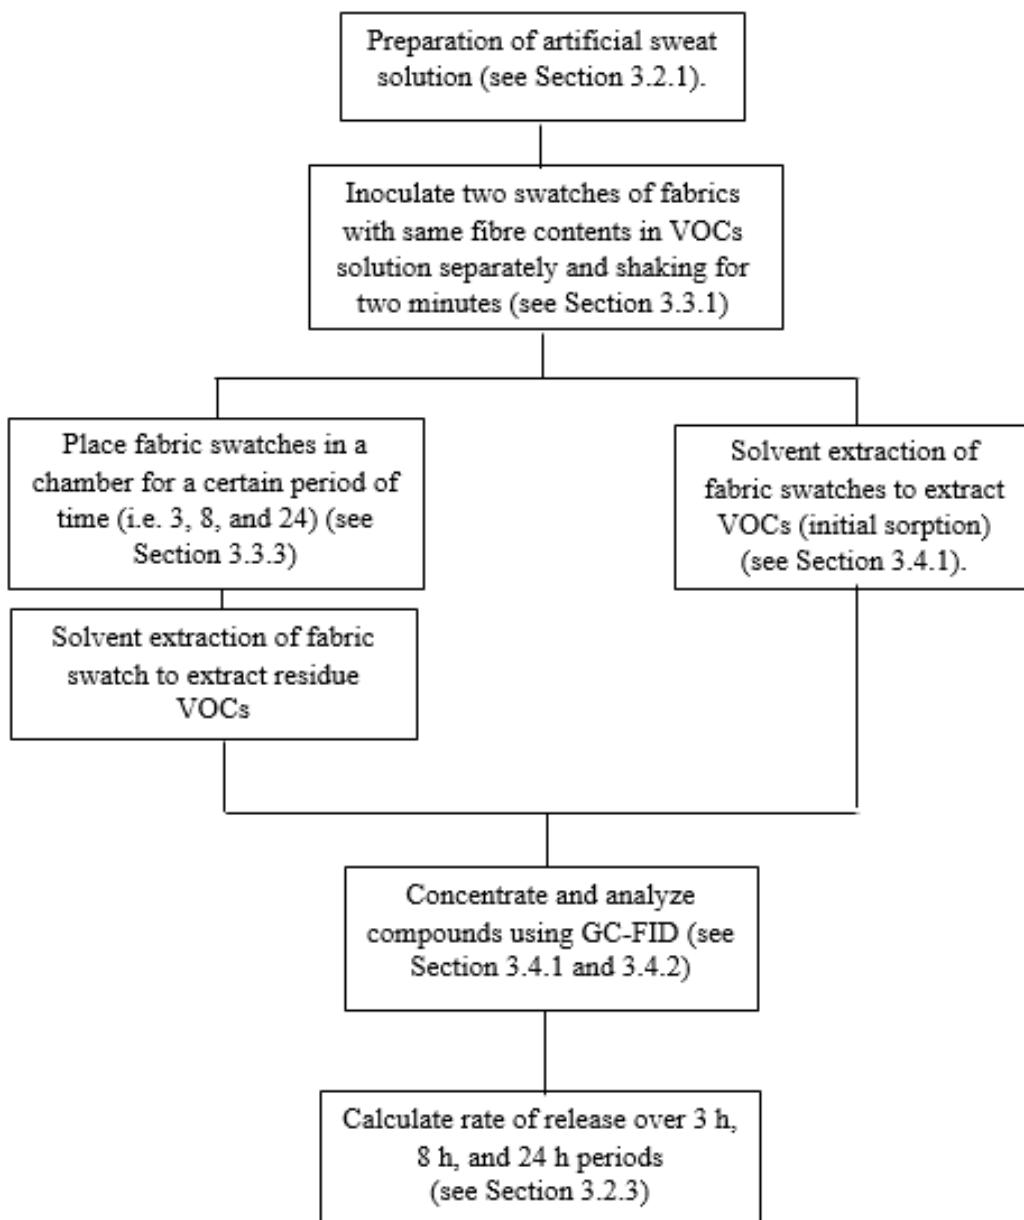 Preparation of artificial sweat
solution (see Section 3.2.1).
Inoculate two swatches of fabrics
with same fibre contents in VOCs
solution separately and shaking for
two minutes (see Section 3.3.1)
Place fabric swatches in a
chamber for a certain period of
time (i.e. 3, 8, and 24) (see
Section 3.3.3)
Solvent extraction of fabric
swatch to extract residue
VOCs
Solvent extraction of
fabric swatches to extract
VOCs (initial sorption)
(see Section 3.4.1).
Concentrate and analyze
compounds using GC-FID (see
Section 3.4.1 and 3.4.2)
Calculate rate of release over 3 h,
8 h, and 24 h periods
(see Section 3.2.3)